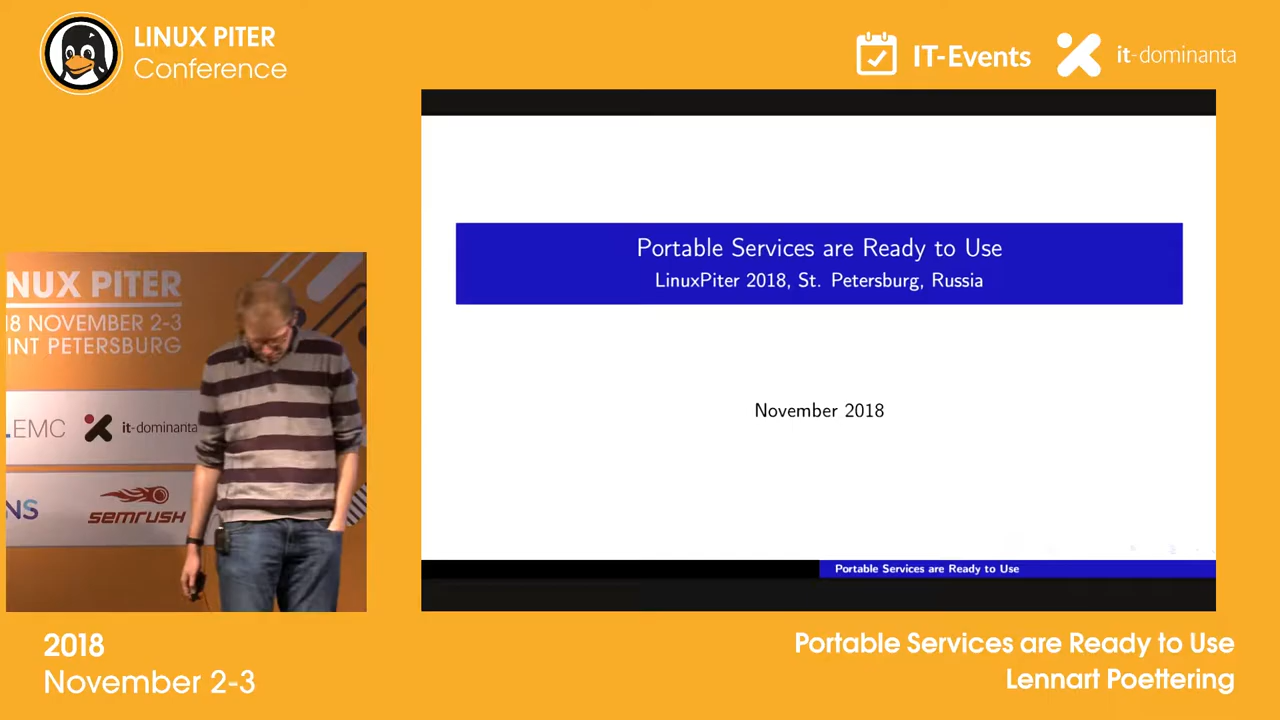 LINUX PITER
Conference
IT-Events
it-dominanta
Portable Services are Ready to Use
LinuxPiter 2018, St. Petersburg, Russia
November 2018
Portable Services are Ready to Use
NUX PITER
18 NOVEMBER 2-3
INT PETERSBURG
EMC
it-dominanta
NS
semrush
2018
November 2-3
Portable Services are Ready to Use
Lennart Poettering